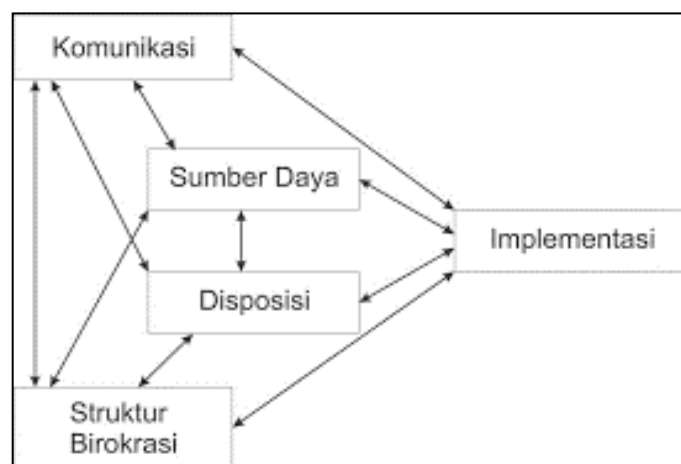 Komunikasi
Sumber Daya
Implementasi
Disposisi
Struktur
Birokrasi